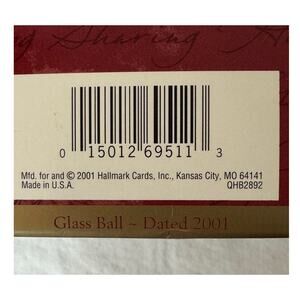 Sharing
0 15012 69511 3
Mfd. for and © 2001 Hallmark Cards, Inc., Kansas City, MO 64141
Made in U.S.A. QHB2892
Glass Ball ~ Dated 2001